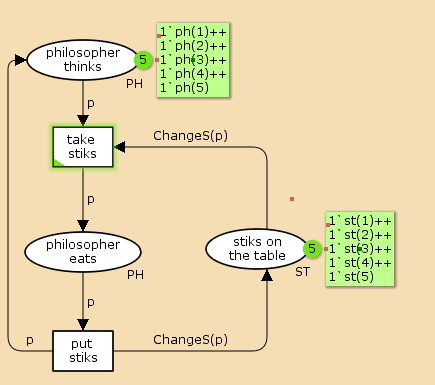 philosopher
thinks
5
1`ph(1)++
1`ph(2)++
1`ph(3)++
1`ph(4)++
1`ph(5)
PH
p
take
stiks
ChangeS(p)
p
philosopher
eats
PH
stiks on
the table
5
1`st(1)++
1`st(2)++
1`st(3)++
1`st(4)++
1`st(5)
ST
p
p
put
stiks
ChangeS(p)